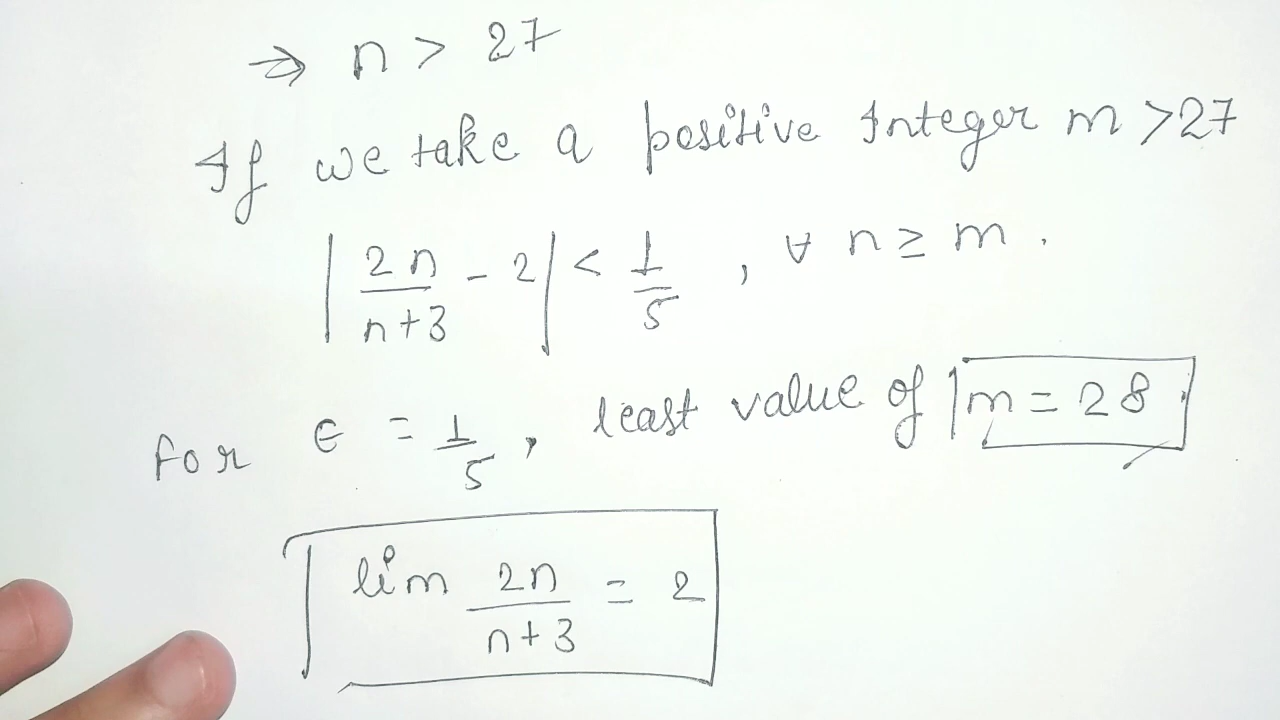 ⇒ n > 27
If we take a positive Integer m > 27
| 2n/n+3 - 2 | < 1/5 , ∀ n ≥ m .
For ϵ = 1/5 , least value of m = 28
lim 2n/n+3 = 2